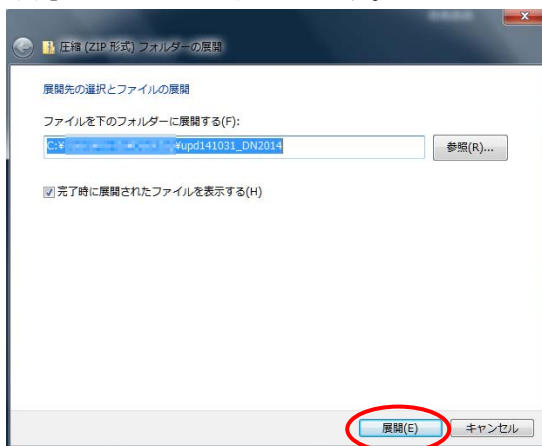 圧縮 (ZIP 形式) フォルダーの展開
展開先の選択とファイルの展開
ファイルを下のフォルダーに展開する(F):
C:¥ ¥upd141031_DN2014
参照(R)...
完了時に展開されたファイルを表示する(H)
展開(E)
キャンセル